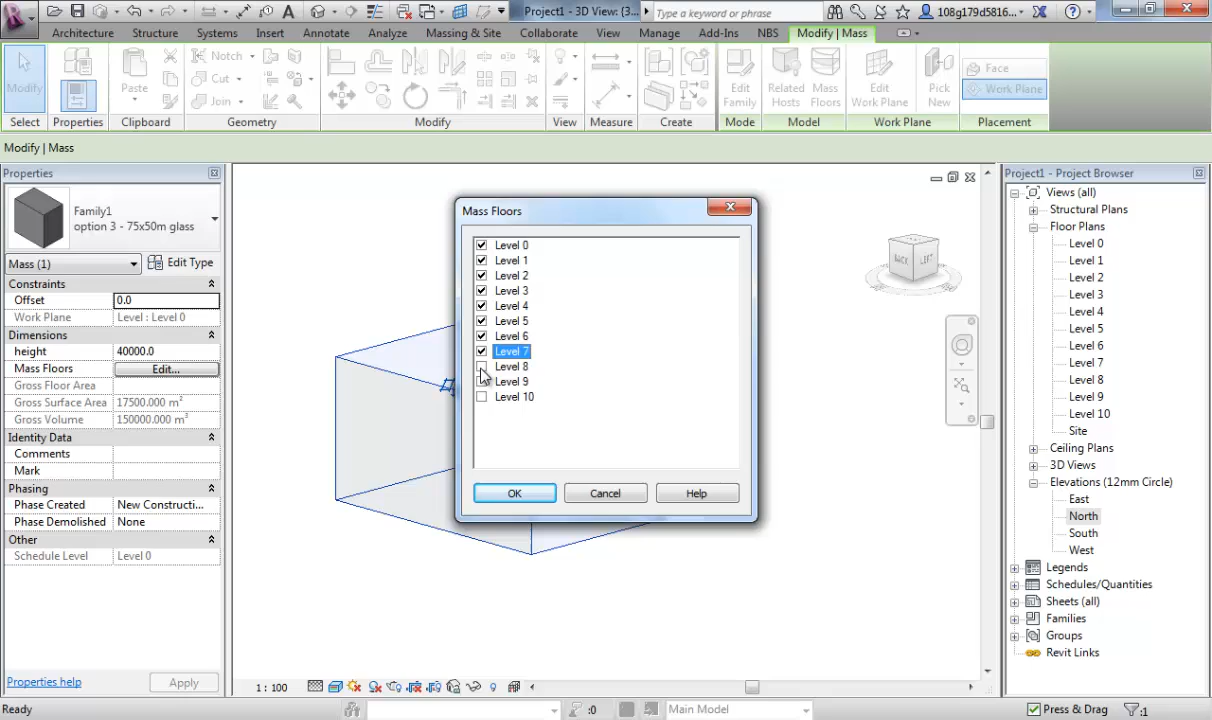 Project1 - 3D View: (3...
Type a keyword or phrase
108g179d5816...
Architecture
Structure
Systems
Insert
Annotate
Analyze
Massing & Site
Collaborate
View
Manage
Add-Ins
NBS
Modify | Mass
Modify
Paste
Notch
Cut
Join
Edit
Family
Related
Hosts
Mass
Floors
Edit
Work Plane
Pick
New
Face
Work Plane
Select
Properties
Clipboard
Geometry
Modify
View
Measure
Create
Mode
Model
Work Plane
Placement
Modify | Mass
Properties
Family1
option 3 - 75x50m glass
Mass (1)
Edit Type
Constraints
Offset 0.0
Work Plane Level : Level 0
Dimensions
height 40000.0
Mass Floors Edit...
Gross Floor Area
Gross Surface Area 17500.000 m²
Gross Volume 150000.000 m³
Identity Data
Comments
Mark
Phasing
Phase Created New Constructi...
Phase Demolished None
Other
Schedule Level Level 0
Properties help
Apply
Mass Floors
Level 0
Level 1
Level 2
Level 3
Level 4
Level 5
Level 6
Level 7
Level 8
Level 9
Level 10
OK
Cancel
Help
BACK
LEFT
Project1 - Project Browser
Views (all)
Structural Plans
Floor Plans
Level 0
Level 1
Level 2
Level 3
Level 4
Level 5
Level 6
Level 7
Level 8
Level 9
Level 10
Site
Ceiling Plans
3D Views
Elevations (12mm Circle)
East
North
South
West
Legends
Schedules/Quantities
Sheets (all)
Families
Groups
Revit Links
1 : 100
Ready
:0
Main Model
Press & Drag
:1